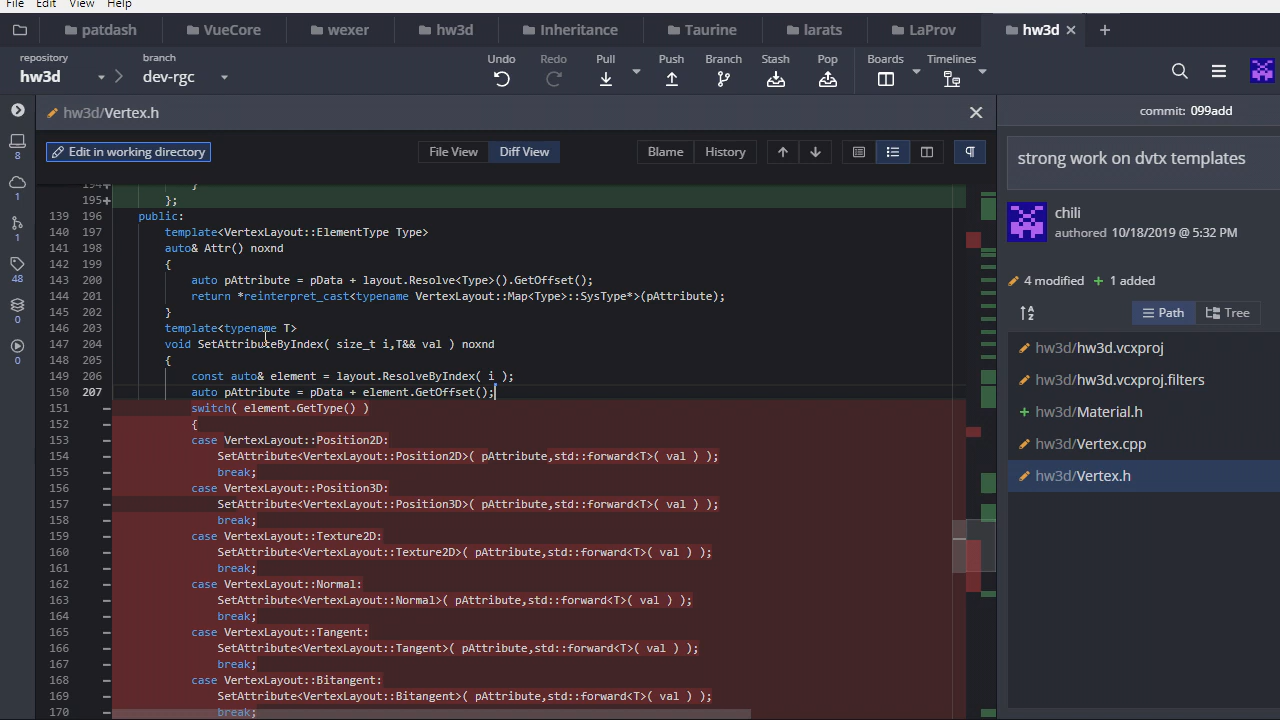 File Edit View Help
patdash VueCore wexer hw3d Inheritance Taurine larats LaProv hw3d
repository branch
hw3d dev-rgc
Undo Redo Pull Push Branch Stash Pop Boards Timelines
hw3d/Vertex.h
Edit in working directory File View Diff View Blame History
8
1
1
48
0
0
194+ }
195+ };
139 196 public:
140 197 template<VertexLayout::ElementType Type>
141 198 auto& Attr() noxnd
142 199 {
143 200 auto pAttribute = pData + layout.Resolve<Type>().GetOffset();
144 201 return *reinterpret_cast<typename VertexLayout::Map<Type>::SysType*>(pAttribute);
145 202 }
146 203 template<typename T>
147 204 void SetAttributeByIndex( size_t i,T&& val ) noxnd
148 205 {
149 206 const auto& element = layout.ResolveByIndex( i );
150 207 auto pAttribute = pData + element.GetOffset();
151 − switch( element.GetType() )
152 − {
153 − case VertexLayout::Position2D:
154 − SetAttribute<VertexLayout::Position2D>( pAttribute,std::forward<T>( val ) );
155 − break;
156 − case VertexLayout::Position3D:
157 − SetAttribute<VertexLayout::Position3D>( pAttribute,std::forward<T>( val ) );
158 − break;
159 − case VertexLayout::Texture2D:
160 − SetAttribute<VertexLayout::Texture2D>( pAttribute,std::forward<T>( val ) );
161 − break;
162 − case VertexLayout::Normal:
163 − SetAttribute<VertexLayout::Normal>( pAttribute,std::forward<T>( val ) );
164 − break;
165 − case VertexLayout::Tangent:
166 − SetAttribute<VertexLayout::Tangent>( pAttribute,std::forward<T>( val ) );
167 − break;
168 − case VertexLayout::Bitangent:
169 − SetAttribute<VertexLayout::Bitangent>( pAttribute,std::forward<T>( val ) );
170 − break;
commit: 099add
strong work on dvtx templates
chili
authored 10/18/2019 @ 5:32 PM
4 modified + 1 added
Path Tree
hw3d/hw3d.vcxproj
hw3d/hw3d.vcxproj.filters
+ hw3d/Material.h
hw3d/Vertex.cpp
hw3d/Vertex.h